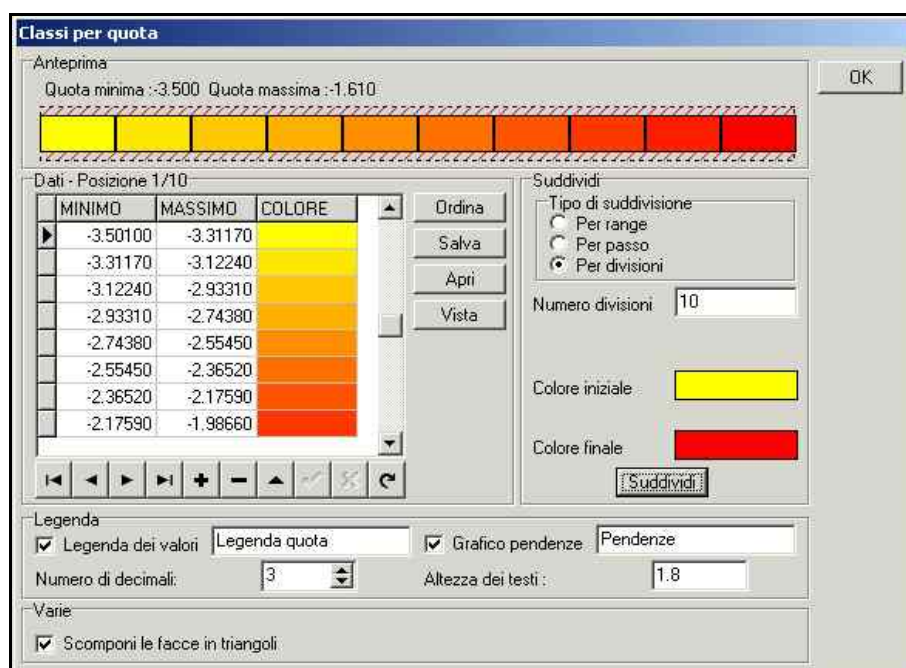 Classi per quota
Anteprima
Quota minima :-3.500 Quota massima :-1.610
OK
Dati - Posizione 1/10
MINIMO MASSIMO COLORE
-3.50100 -3.31170
-3.31170 -3.12240
-3.12240 -2.93310
-2.93310 -2.74380
-2.74380 -2.55450
-2.55450 -2.36520
-2.36520 -2.17590
-2.17590 -1.98660
Ordina
Salva
Apri
Vista
Suddividi
Tipo di suddivisione
Per range
Per passo
Per divisioni
Numero divisioni 10
Colore iniziale
Colore finale
Suddividi
Legenda
Legenda dei valori Legenda quota Grafico pendenze Pendenze
Numero di decimali: 3 Altezza dei testi : 1.8
Varie
Scomponi le facce in triangoli